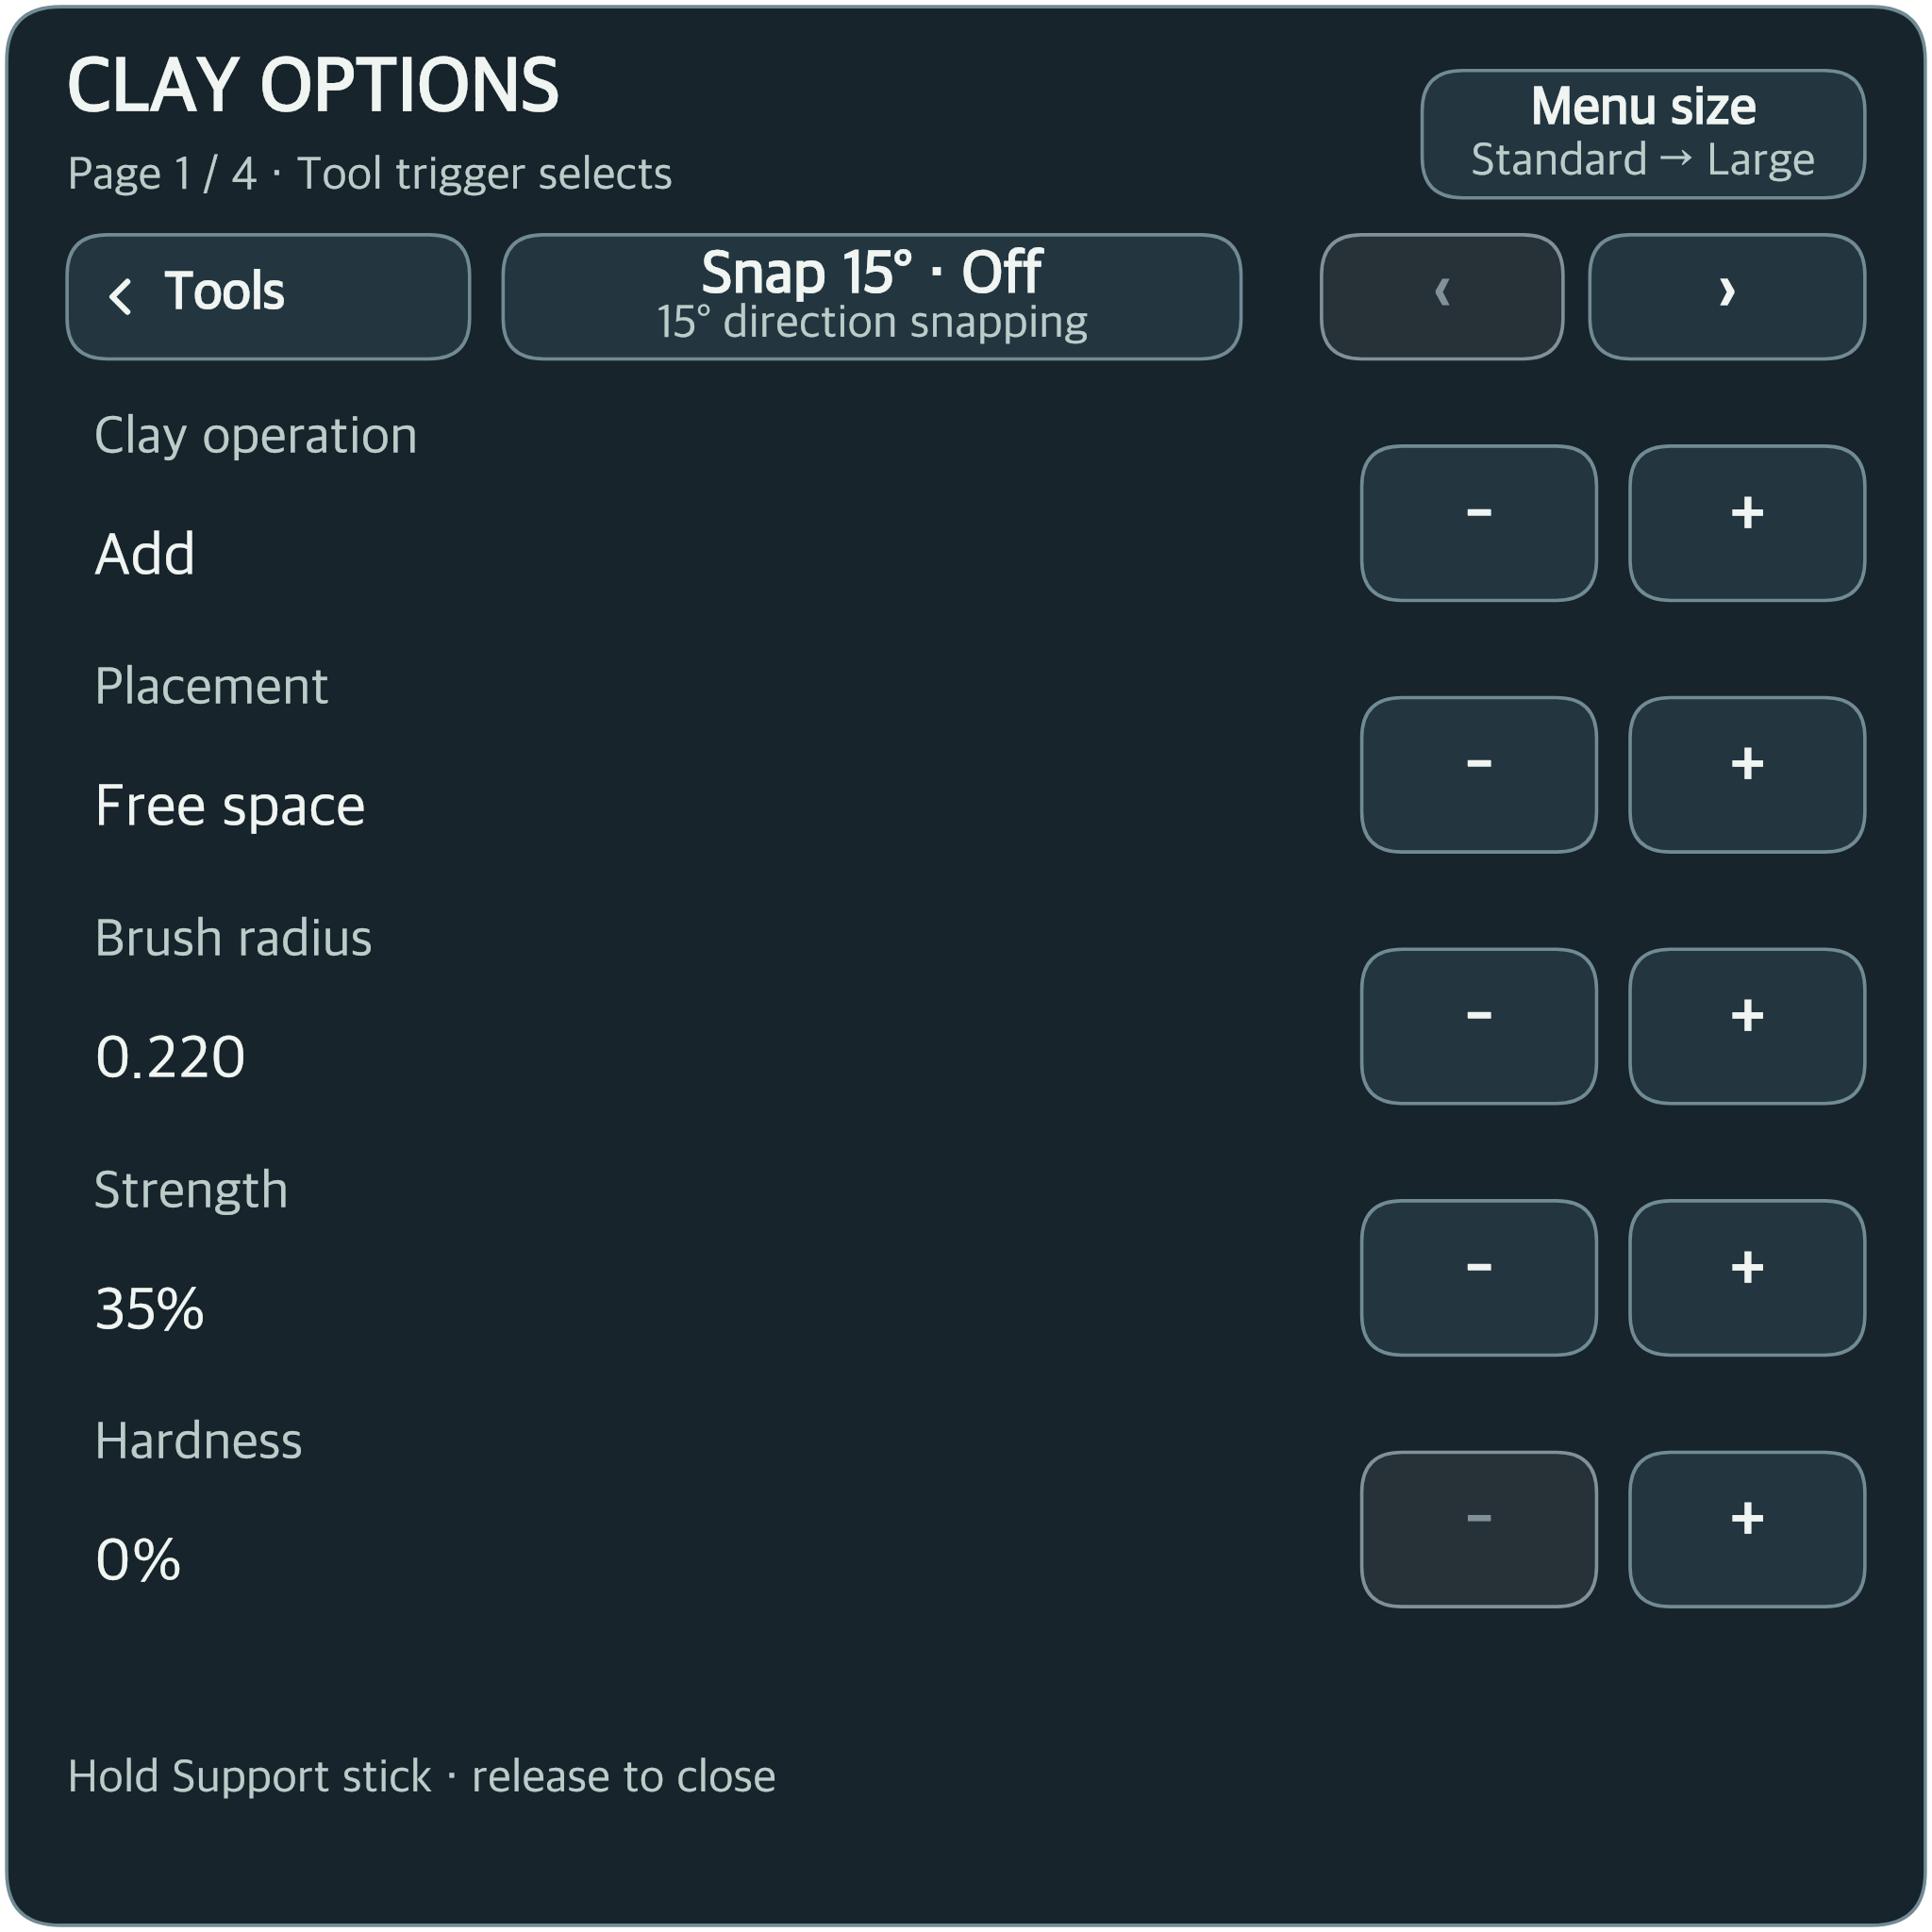 CLAY OPTIONS
Page 1 / 4 · Tool trigger selects
Menu size
Standard → Large
‹ Tools
Snap 15° · Off
15° direction snapping
‹ ›
Clay operation
Add
- +
Placement
Free space
- +
Brush radius
0.220
- +
Strength
35%
- +
Hardness
0%
- +
Hold Support stick · release to close